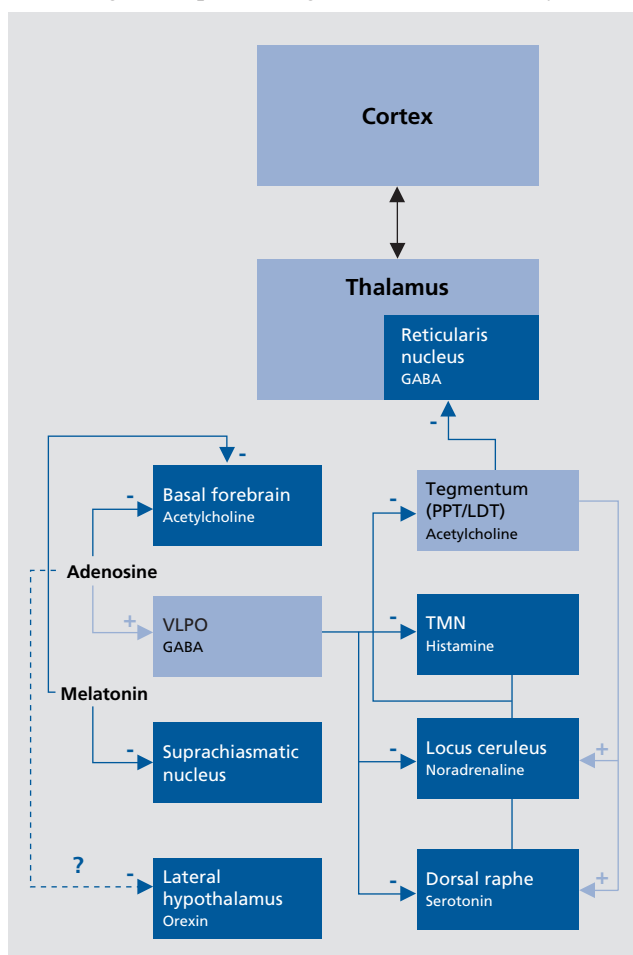 Cortex
Thalamus
Reticularis
nucleus
GABA
-
-
Basal forebrain
Acetylcholine
-
Tegmentum
(PPT/LDT)
Acetylcholine
-
Adenosine
+
VLPO
GABA
-
TMN
Histamine
Melatonin
-
Suprachiasmatic
nucleus
-
Locus ceruleus
Noradrenaline
+
?
-
Lateral
hypothalamus
Orexin
-
Dorsal raphe
Serotonin
+